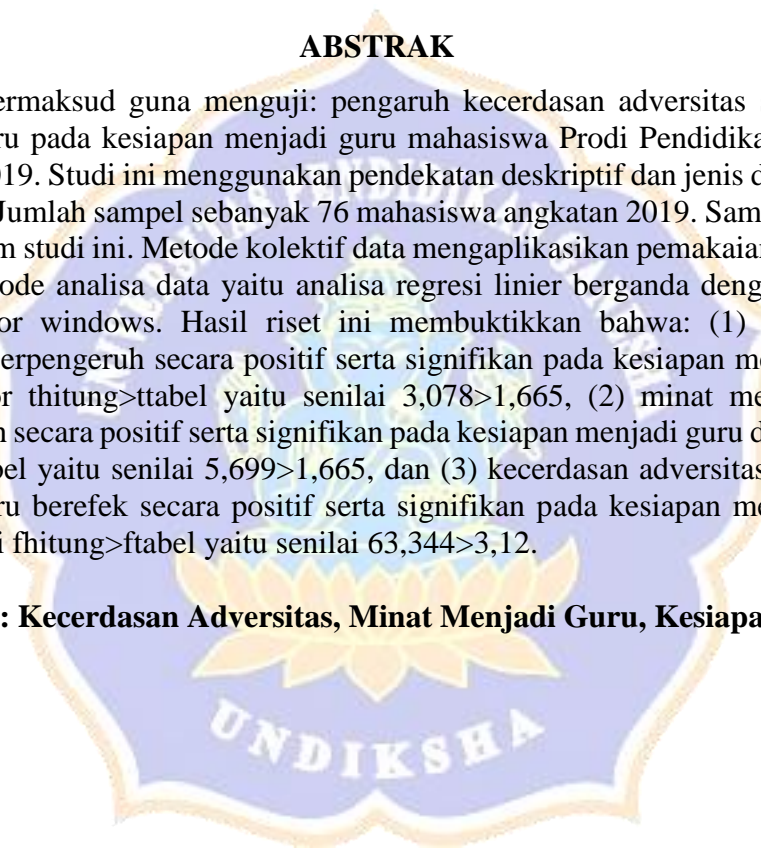 ABSTRAK
ermaksud guna menguji: pengaruh kecerdasan adversitas
ru pada kesiapan menjadi guru mahasiswa Prodi Pendidika
019. Studi ini menggunakan pendekatan deskriptif dan jenis d
Jumlah sampel sebanyak 76 mahasiswa angkatan 2019. Sam
m studi ini. Metode kolektif data mengaplikasikan pemakaian
ode analisa data yaitu analisa regresi linier berganda deng
or windows. Hasil riset ini membuktikkan bahwa: (1)
erpengeruh secara positif serta signifikan pada kesiapan me
or thitung>ttabel yaitu senilai 3,078>1,665, (2) minat me
n secara positif serta signifikan pada kesiapan menjadi guru d
bel yaitu senilai 5,699>1,665, dan (3) kecerdasan adversitas
ru berefek secara positif serta signifikan pada kesiapan me
i fhitung>ftabel yaitu senilai 63,344>3,12.
: Kecerdasan Adversitas, Minat Menjadi Guru, Kesiapa
UNIVERSITAS PENDIDIKAN GANESHA
UNDIKSHA